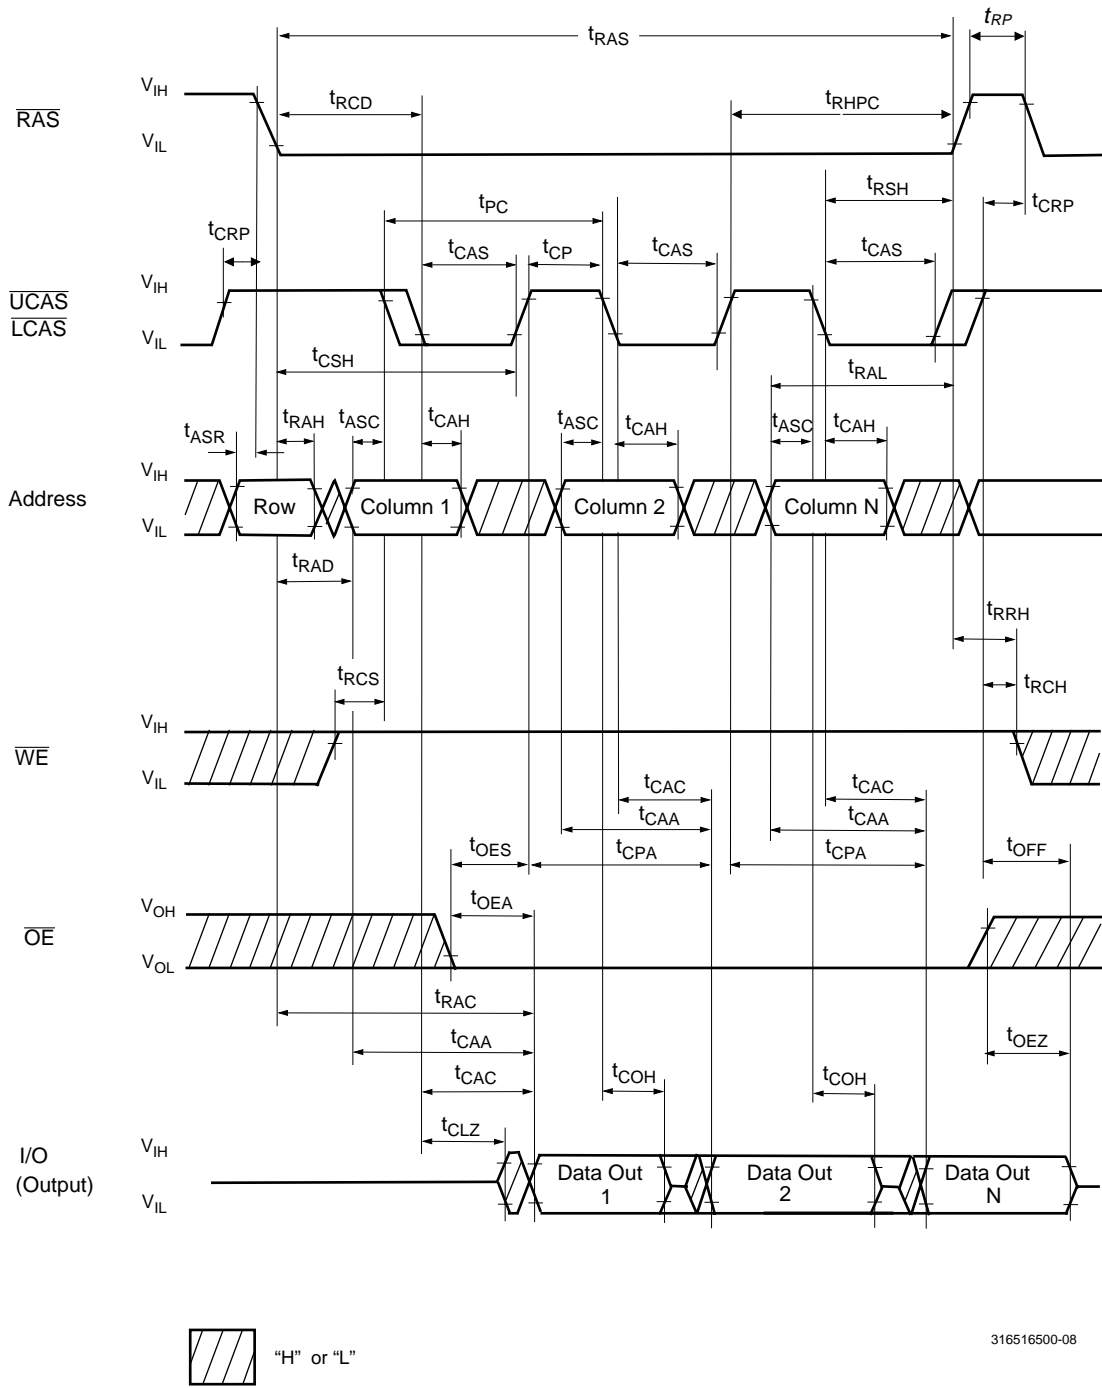 tRAS
tRP
VIH
RAS
VIL
tRCD
tRHPC
tRSH
tCRP
tPC
tCRP
tCAS
tCP
tCAS
tCAS
VIH
UCAS
LCAS
VIL
tCSH
tRAL
tASR
tRAH
tASC
tCAH
tASC
tCAH
tASC
tCAH
VIH
Address
VIL
Row
Column 1
Column 2
Column N
tRAD
tRRH
tRCS
tRCH
VIH
WE
VIL
tCAC
tCAC
tCAA
tCAA
tOES
tCPA
tCPA
tOFF
tOEA
VOH
OE
VOL
tRAC
tCAA
tOEZ
tCAC
tCOH
tCOH
tCLZ
VIH
I/O
(Output)
VIL
Data Out
1
Data Out
2
Data Out
N
“H” or “L”
316516500-08